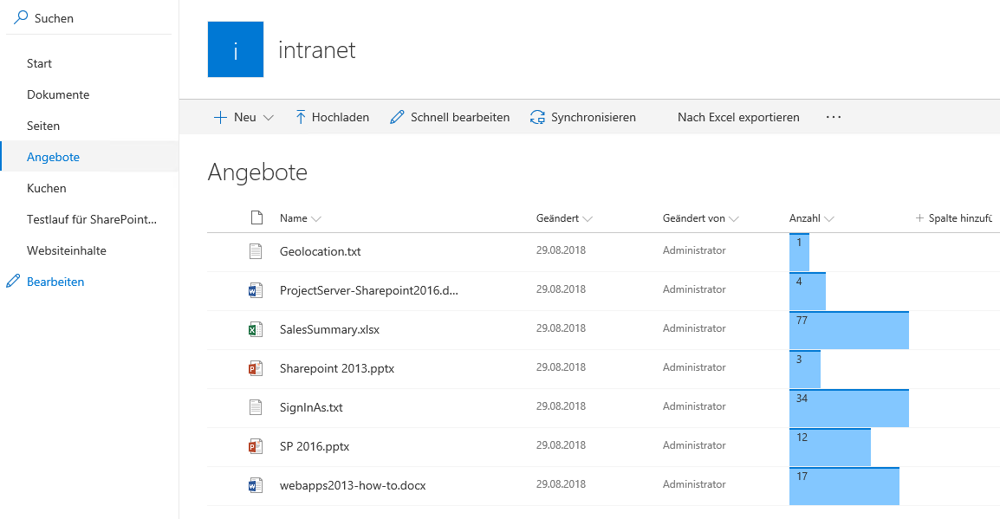 Suchen
Start
Dokumente
Seiten
Angebote
Kuchen
Testlauf für SharePoint...
Websiteinhalte
Bearbeiten
i intranet
Neu Hochladen Schnell bearbeiten Synchronisieren Nach Excel exportieren ...
Angebote
Name Geändert Geändert von Anzahl + Spalte hinzufü
Geolocation.txt 29.08.2018 Administrator 1
ProjectServer-Sharepoint2016.d... 29.08.2018 Administrator 4
SalesSummary.xlsx 29.08.2018 Administrator 77
Sharepoint 2013.pptx 29.08.2018 Administrator 3
SignInAs.txt 29.08.2018 Administrator 34
SP 2016.pptx 29.08.2018 Administrator 12
webapps2013-how-to.docx 29.08.2018 Administrator 17